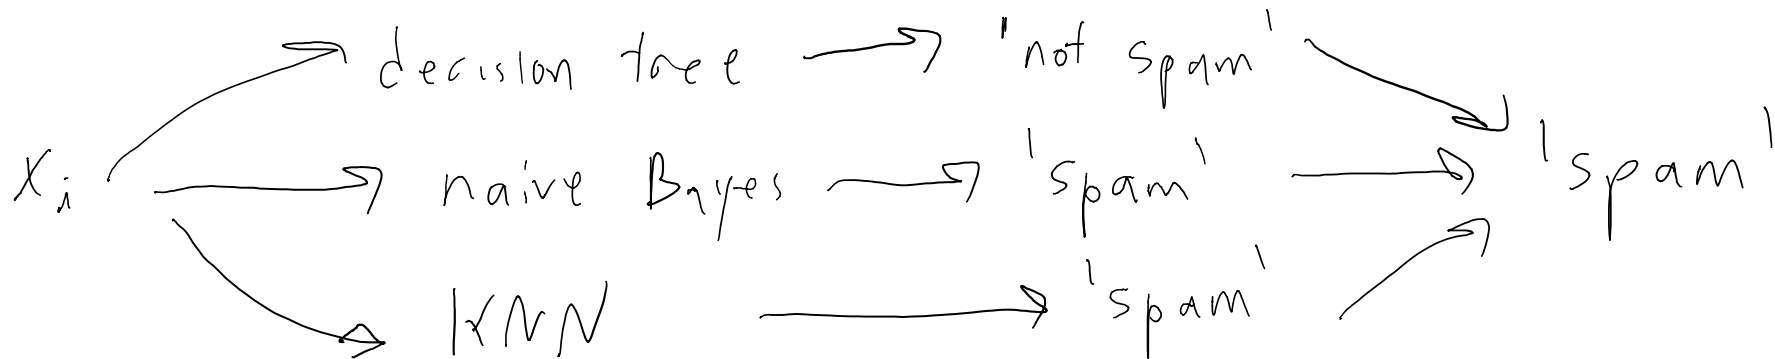 decision tree 'not spam'
x_i naive Bayes 'spam' 'spam'
KNN 'spam'